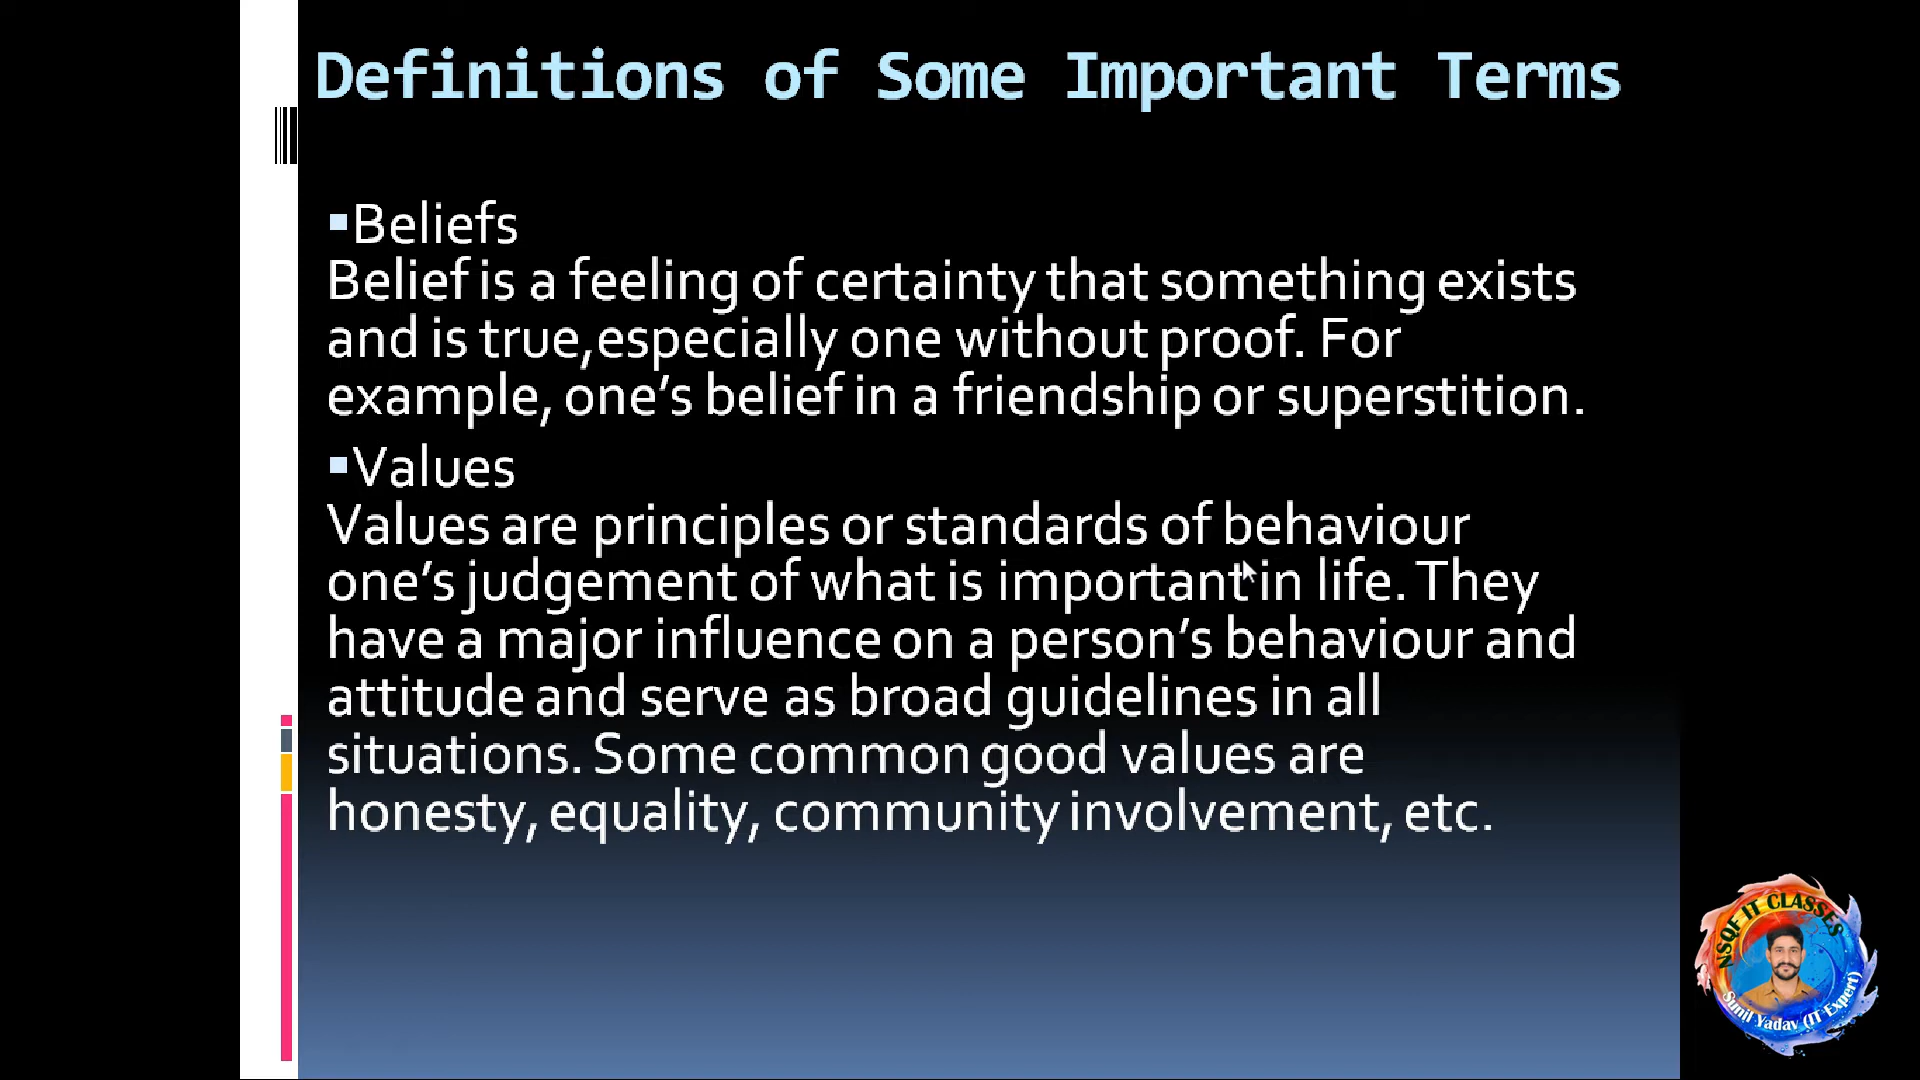 Definitions of Some Important Terms
▪Beliefs
Belief is a feeling of certainty that something exists
and is true,especially one without proof. For
example, one’s belief in a friendship or superstition.
▪Values
Values are principles or standards of behaviour
one’s judgement of what is important in life. They
have a major influence on a person’s behaviour and
attitude and serve as broad guidelines in all
situations. Some common good values are
honesty, equality, community involvement, etc.
NSQF IT CLASSES
Sunil Yadav (IT-Expert)